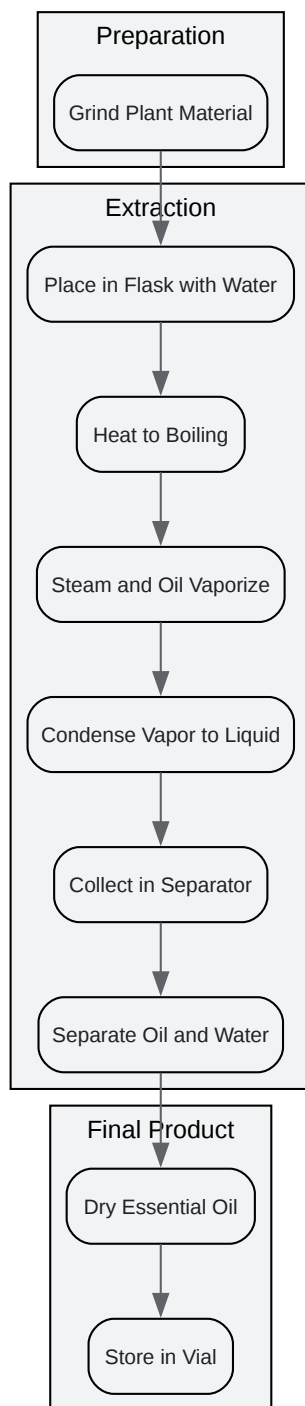 Preparation
Grind Plant Material
Extraction
Place in Flask with Water
Heat to Boiling
Steam and Oil Vaporize
Condense Vapor to Liquid
Collect in Separator
Separate Oil and Water
Final Product
Dry Essential Oil
Store in Vial